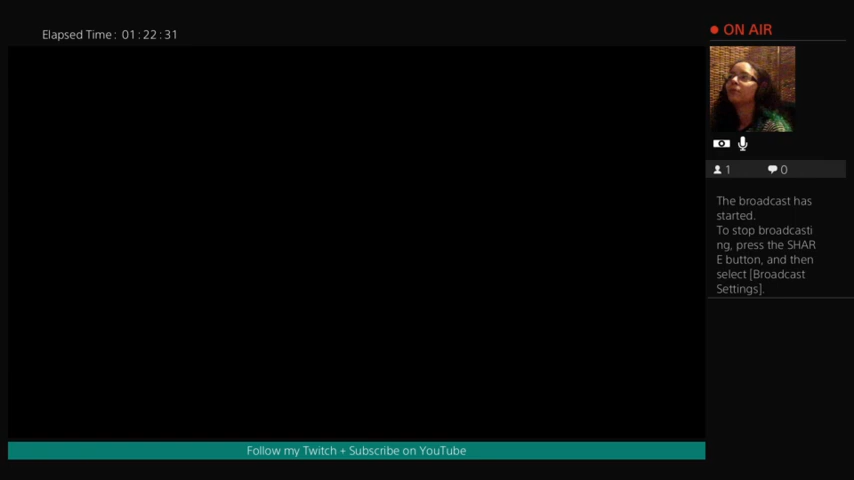 Elapsed Time: 01:22:31
ON AIR
1 0
The broadcast has
started.
To stop broadcasti
ng, press the SHAR
E button, and then
select [Broadcast
Settings].
Follow my Twitch + Subscribe on YouTube